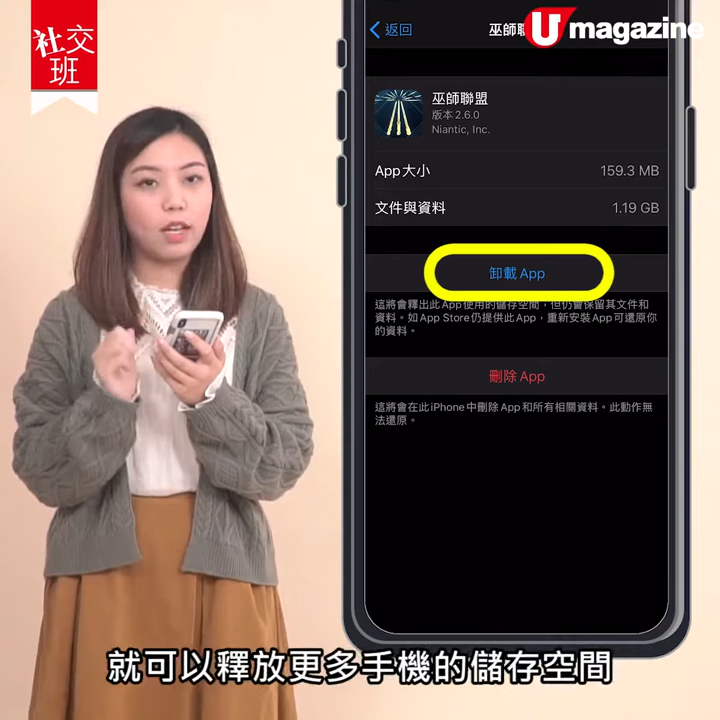 社交班
U magazine
返回
巫師聯
巫師聯盟
版本 2.6.0
Niantic, Inc.
App 大小
159.3 MB
文件與資料
1.19 GB
卸載 App
這將會釋出此 App 使用的儲存空間，但仍會保留其文件和
資料。如 App Store 仍提供此 App，重新安裝 App 可還原你
的資料。
刪除 App
這將會在此 iPhone 中刪除 App 和所有相關資料。此動作無
法還原。
就可以釋放更多手機的儲存空間